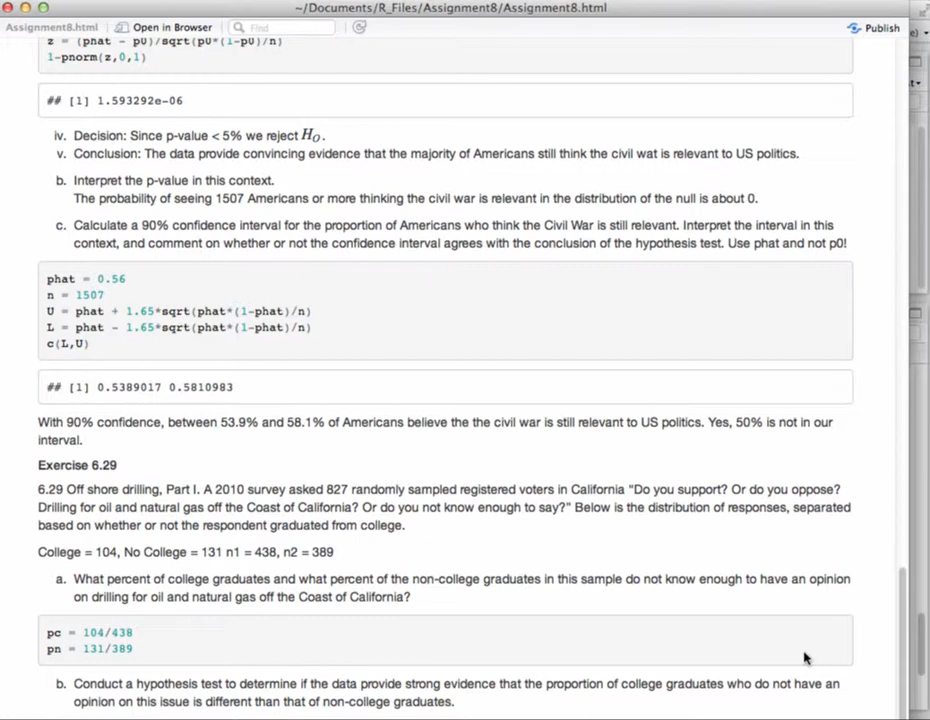 ~/Documents/R_Files/Assignment8/Assignment8.html
Assignment8.html
Open in Browser
Find
Publish
z = (phat - p0)/sqrt(p0*(1-p0)/n)
1-pnorm(z,0,1)
## [1] 1.593292e-06
iv. Decision: Since p-value < 5% we reject H_O.
v. Conclusion: The data provide convincing evidence that the majority of Americans still think the civil wat is relevant to US politics.
b. Interpret the p-value in this context.
The probability of seeing 1507 Americans or more thinking the civil war is relevant in the distribution of the null is about 0.
c. Calculate a 90% confidence interval for the proportion of Americans who think the Civil War is still relevant. Interpret the interval in this
context, and comment on whether or not the confidence interval agrees with the conclusion of the hypothesis test. Use phat and not p0!
phat = 0.56
n = 1507
U = phat + 1.65*sqrt(phat*(1-phat)/n)
L = phat - 1.65*sqrt(phat*(1-phat)/n)
c(L,U)
## [1] 0.5389017 0.5810983
With 90% confidence, between 53.9% and 58.1% of Americans believe the the civil war is still relevant to US politics. Yes, 50% is not in our
interval.
Exercise 6.29
6.29 Off shore drilling, Part I. A 2010 survey asked 827 randomly sampled registered voters in California "Do you support? Or do you oppose?
Drilling for oil and natural gas off the Coast of California? Or do you not know enough to say?" Below is the distribution of responses, separated
based on whether or not the respondent graduated from college.
College = 104, No College = 131 n1 = 438, n2 = 389
a. What percent of college graduates and what percent of the non-college graduates in this sample do not know enough to have an opinion
on drilling for oil and natural gas off the Coast of California?
pc = 104/438
pn = 131/389
b. Conduct a hypothesis test to determine if the data provide strong evidence that the proportion of college graduates who do not have an
opinion on this issue is different than that of non-college graduates.